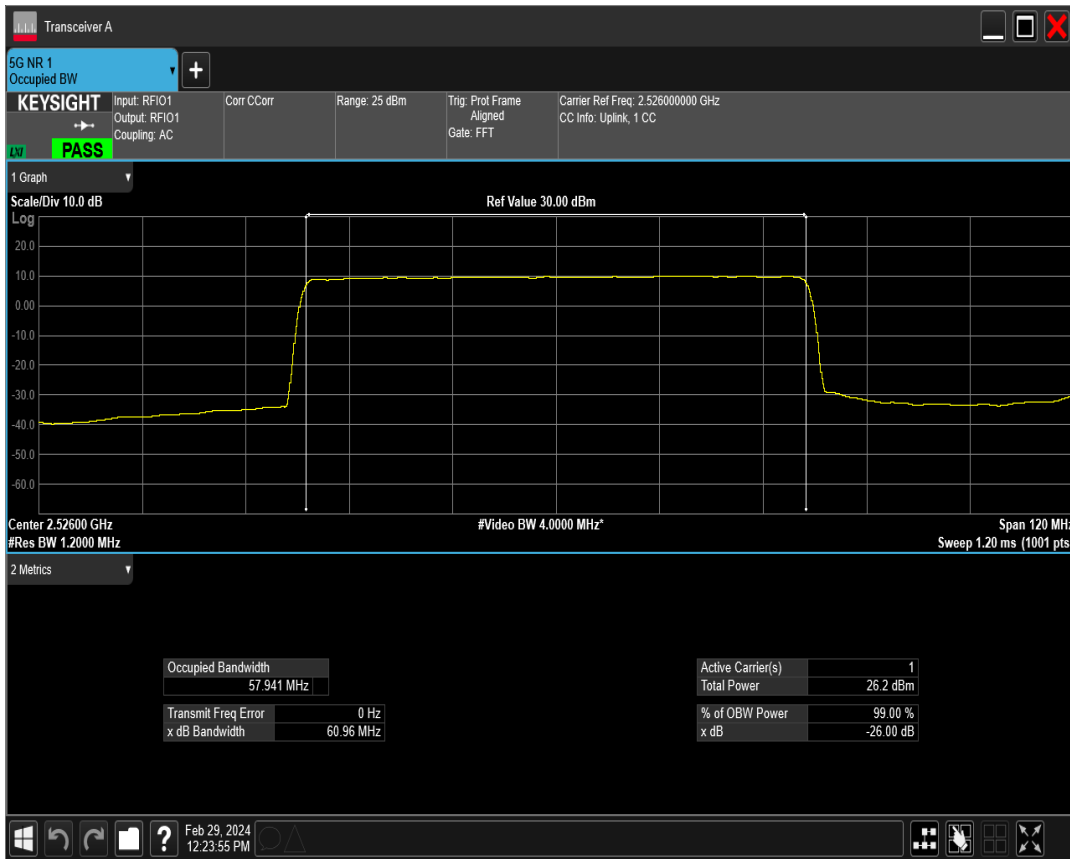 Transceiver A
5G NR 1
Occupied BW
+
KEYSIGHT
LXI
PASS
Input: RFIO1
Output: RFIO1
Coupling: AC
Corr CCorr
Range: 25 dBm
Trig: Prot Frame
Aligned
Gate: FFT
Carrier Ref Freq: 2.526000000 GHz
CC Info: Uplink, 1 CC
1 Graph
Scale/Div 10.0 dB
Ref Value 30.00 dBm
Log
20.0
10.0
0.00
-10.0
-20.0
-30.0
-40.0
-50.0
-60.0
Center 2.52600 GHz
#Video BW 4.0000 MHz*
Span 120 MHz
#Res BW 1.2000 MHz
Sweep 1.20 ms (1001 pts
2 Metrics
Occupied Bandwidth
57.941 MHz
Transmit Freq Error 0 Hz
x dB Bandwidth 60.96 MHz
Active Carrier(s) 1
Total Power 26.2 dBm
% of OBW Power 99.00 %
x dB -26.00 dB
?
Feb 29, 2024
12:23:55 PM